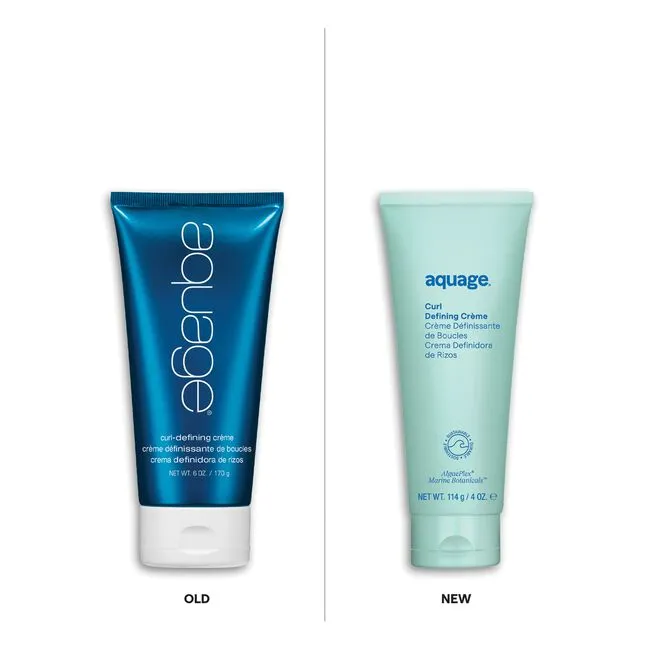 aquage®
curl-defining crème
crème définissante de boucles
crema definidora de rizos
NET WT. 6 OZ. / 170 g
OLD
aquage.
Curl
Defining Crème
Crème Définissante
de Boucles
Crema Definidora
de Rizos
AlgaePlex®
Marine Botanicals™
NET WT. 114 g / 4 OZ. ℮
NEW